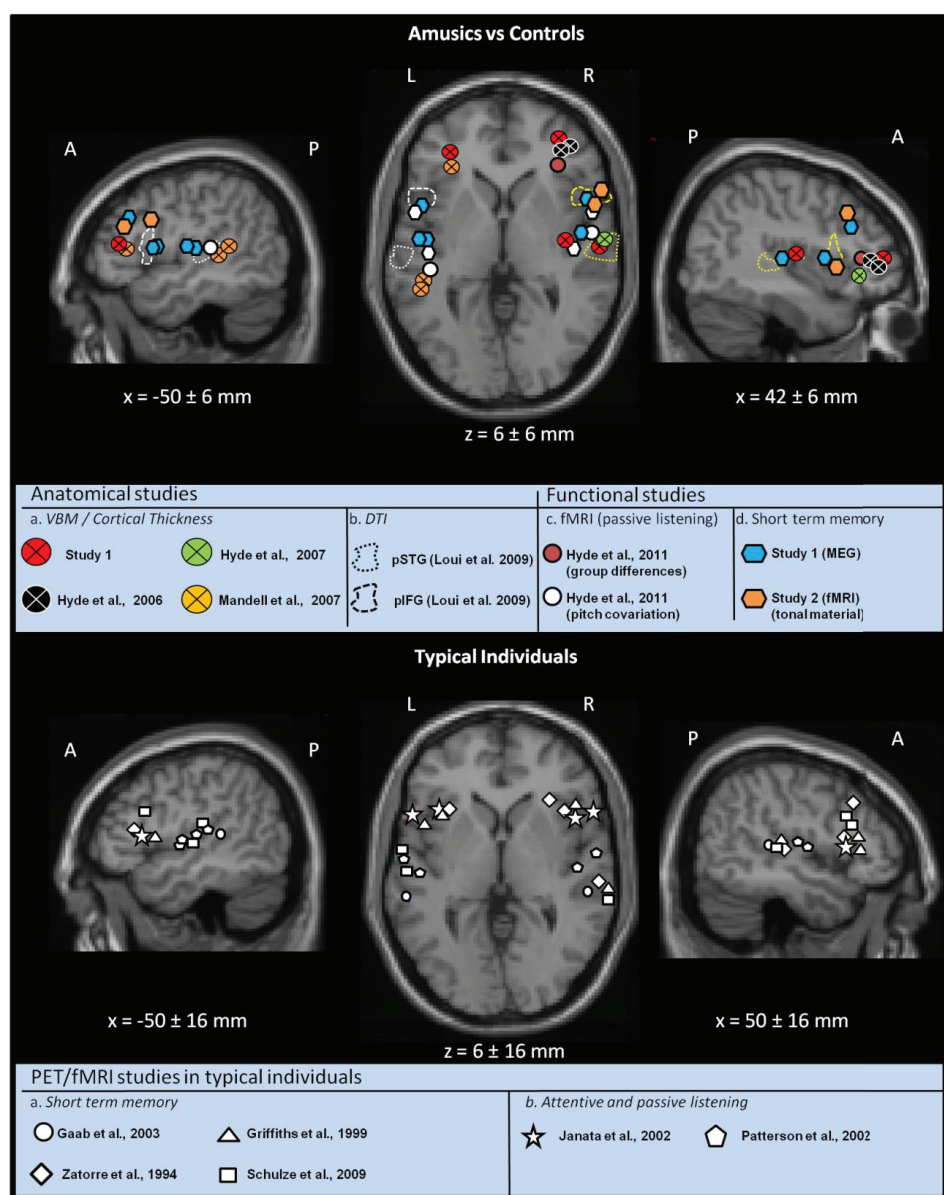 Amusics vs Controls
L R
A P
P A
x = -50 ± 6 mm
z = 6 ± 6 mm
x = 42 ± 6 mm
Anatomical studies
a. VBM / Cortical Thickness
Study 1
Hyde et al., 2007
Hyde et al., 2006
Mandell et al., 2007
b. DTI
pSTG (Loui et al. 2009)
pIFG (Loui et al. 2009)
Functional studies
c. fMRI (passive listening)
Hyde et al., 2011
(group differences)
Hyde et al., 2011
(pitch covariation)
d. Short term memory
Study 1 (MEG)
Study 2 (fMRI)
(tonal material)
Typical Individuals
L R
A P
P A
x = -50 ± 16 mm
z = 6 ± 16 mm
x = 50 ± 16 mm
PET/fMRI studies in typical individuals
a. Short term memory
Gaab et al., 2003
Griffiths et al., 1999
Zatorre et al., 1994
Schulze et al., 2009
b. Attentive and passive listening
Janata et al., 2002
Patterson et al., 2002